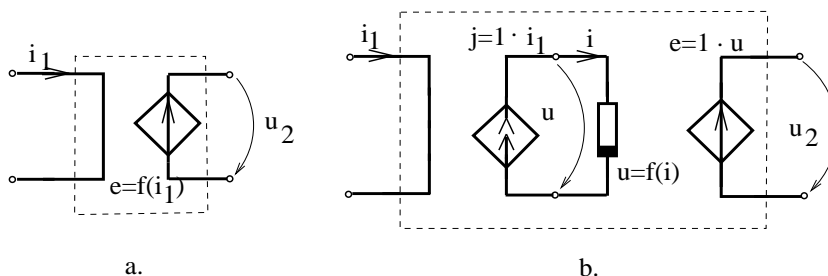 i1
u2
e=f(i1)
a.
i1
j=1 · i1
i
u
u=f(i)
e=1 · u
u2
b.